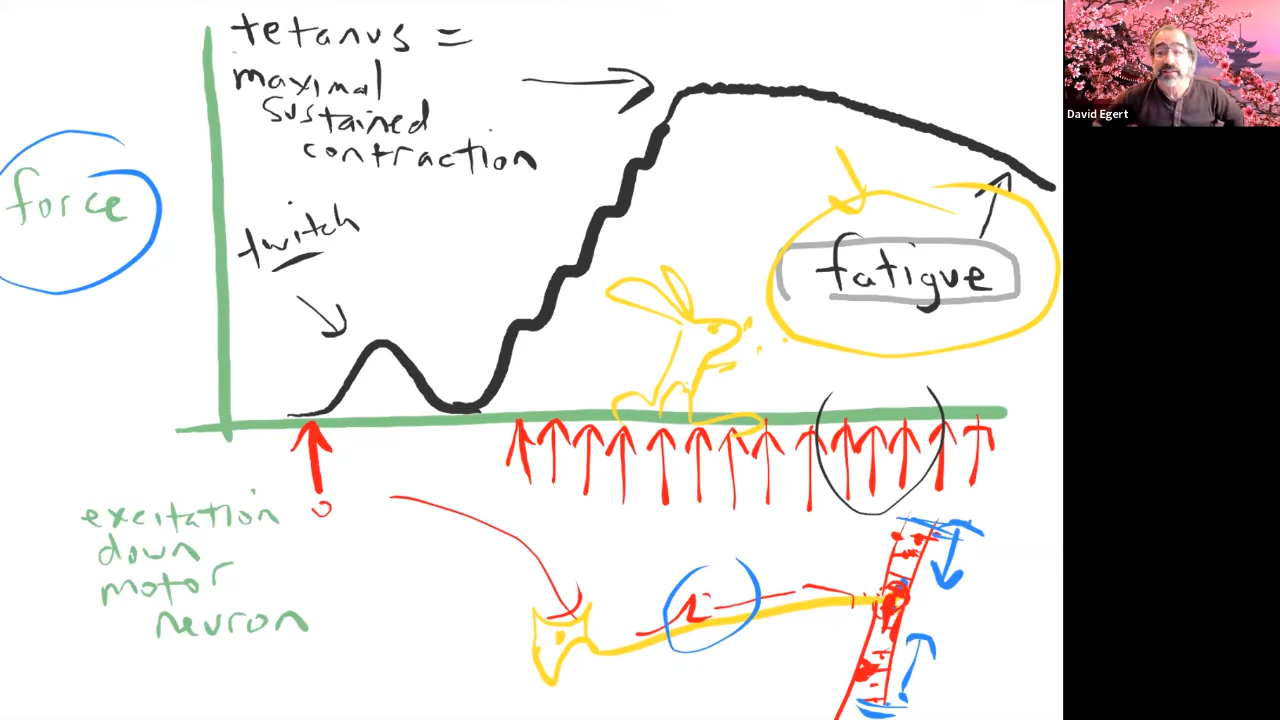 tetanus =
maximal
sustained
contraction
force
twitch
fatigue
excitation
down
motor
neuron
David Egert